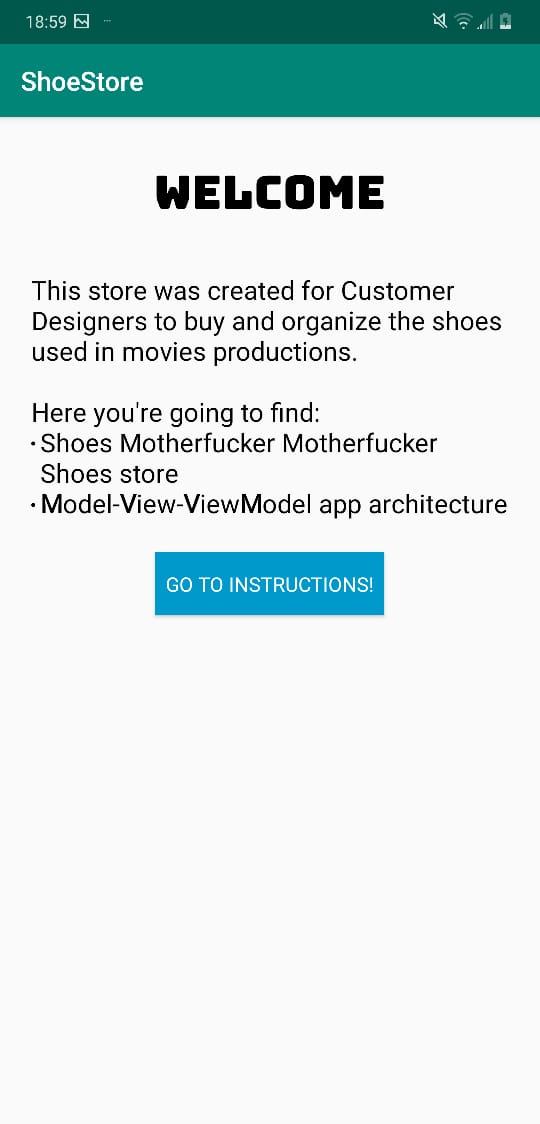 18:59
ShoeStore
WELCOME
This store was created for Customer
Designers to buy and organize the shoes
used in movies productions.
Here you're going to find:
· Shoes Motherfucker Motherfucker
Shoes store
· Model-View-ViewModel app architecture
GO TO INSTRUCTIONS!